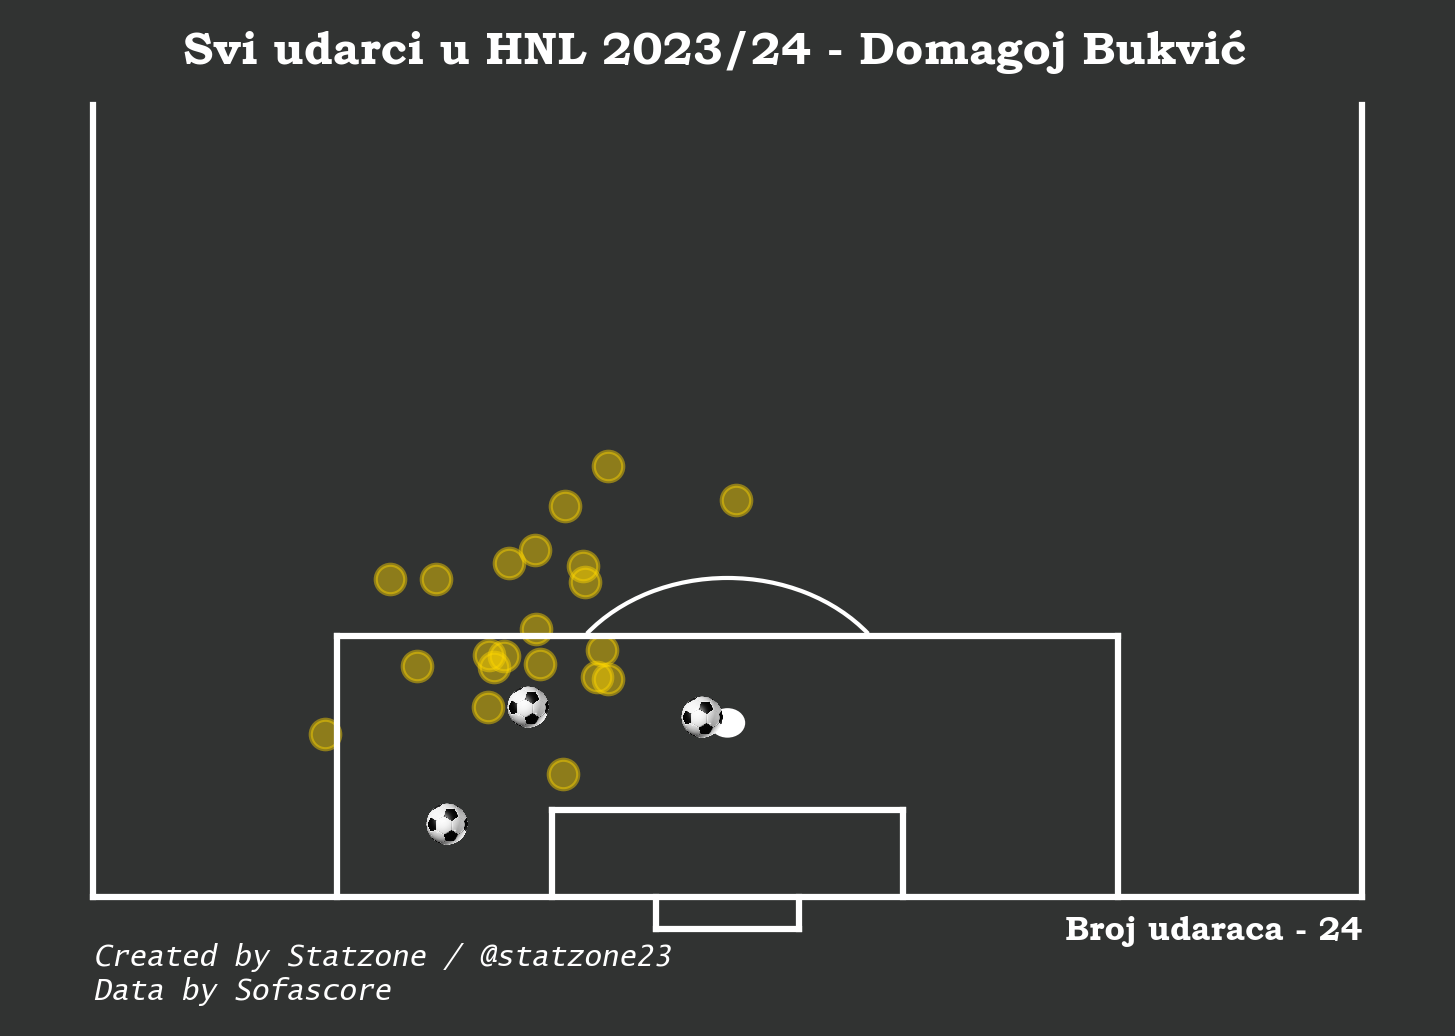 Svi udarci u HNL 2023/24 - Domagoj Bukvić
Broj udaraca - 24
Created by Statzone / @statzone23
Data by Sofascore